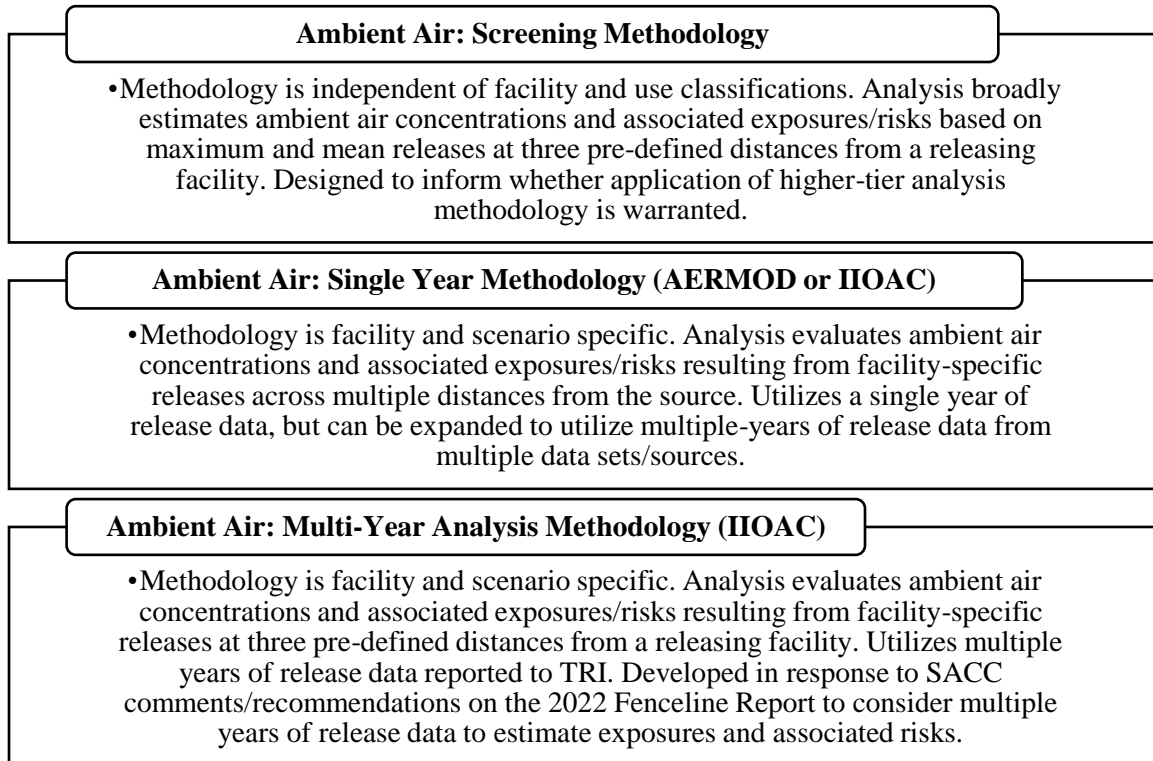 Ambient Air: Screening Methodology
•Methodology is independent of facility and use classifications. Analysis broadly
estimates ambient air concentrations and associated exposures/risks based on
maximum and mean releases at three pre-defined distances from a releasing
facility. Designed to inform whether application of higher-tier analysis
methodology is warranted.
Ambient Air: Single Year Methodology (AERMOD or IIOAC)
•Methodology is facility and scenario specific. Analysis evaluates ambient air
concentrations and associated exposures/risks resulting from facility-specific
releases across multiple distances from the source. Utilizes a single year of
release data, but can be expanded to utilize multiple-years of release data from
multiple data sets/sources.
Ambient Air: Multi-Year Analysis Methodology (IIOAC)
•Methodology is facility and scenario specific. Analysis evaluates ambient air
concentrations and associated exposures/risks resulting from facility-specific
releases at three pre-defined distances from a releasing facility. Utilizes multiple
years of release data reported to TRI. Developed in response to SACC
comments/recommendations on the 2022 Fenceline Report to consider multiple
years of release data to estimate exposures and associated risks.